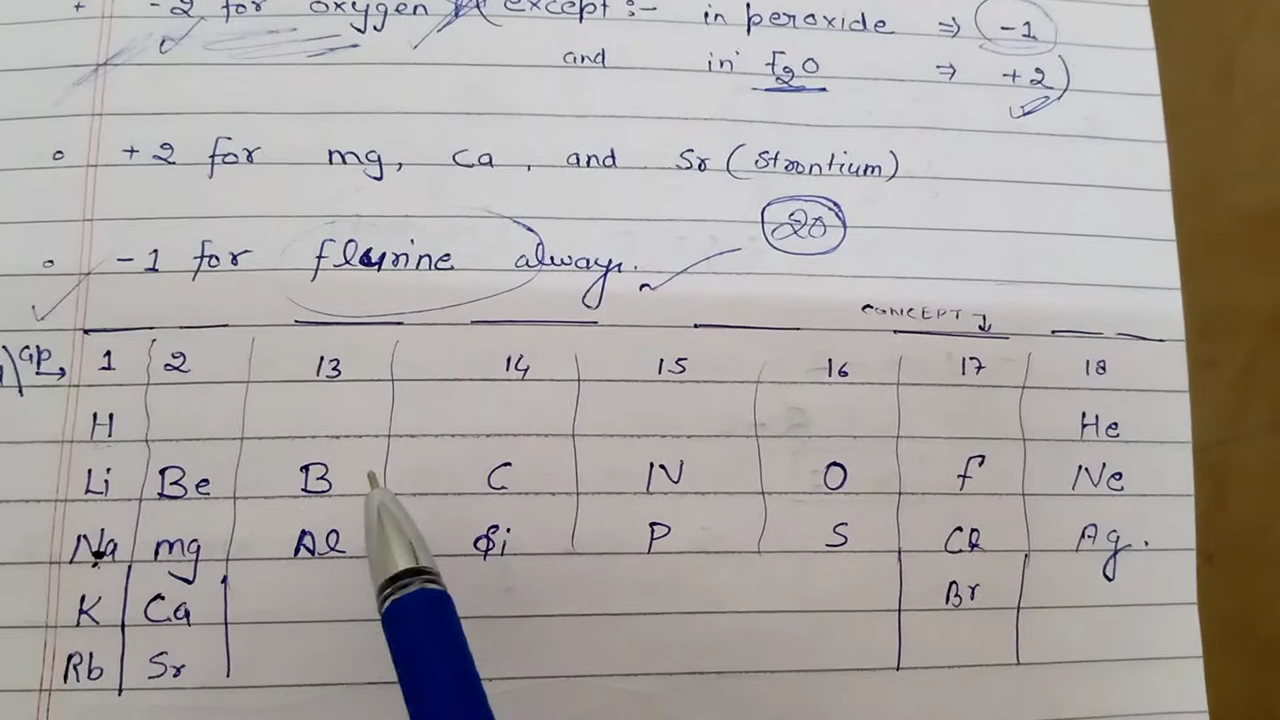 -2 for oxygen (except :- in peroxide ⇒ -1
and in F2O ⇒ +2)
+2 for mg, Ca, and Sr (Stroontium)
-1 for flurine always. 20
CONCEPT ↓
GP→ 1 2 13 14 15 16 17 18
H He
Li Be B C N O f Ne
Na mg Al Si P S Cl Ag.
K Ca Br
Rb Sr